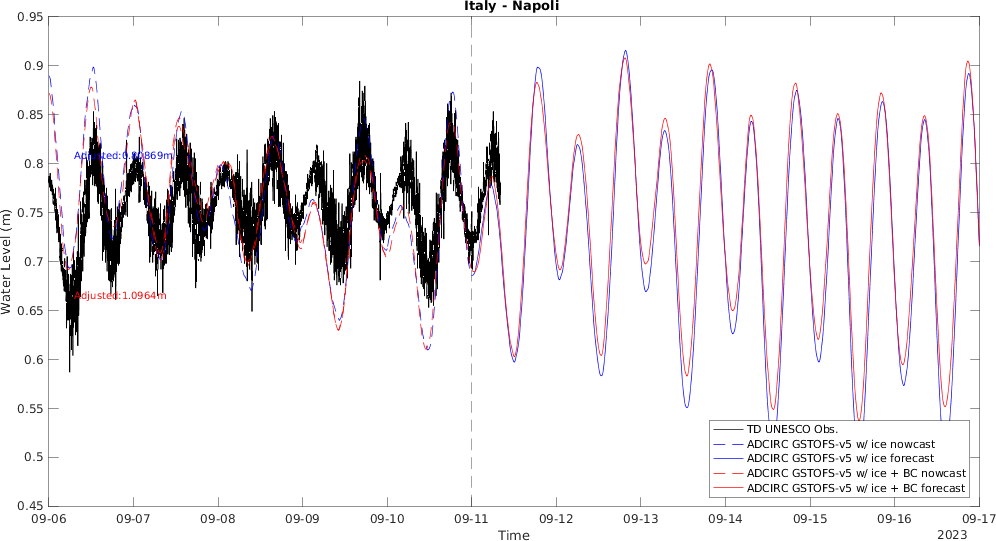 Italy - Napoli
Water Level (m)
0.95
0.9
0.85
0.8
0.75
0.7
0.65
0.6
0.55
0.5
0.45
Adjusted:1.0964m
TD UNESCO Obs.
ADCIRC GSTOFS-v5 w/ ice nowcast
ADCIRC GSTOFS-v5 w/ ice forecast
ADCIRC GSTOFS-v5 w/ ice + BC nowcast
ADCIRC GSTOFS-v5 w/ ice + BC forecast
09-06 09-07 09-08 09-09 09-10 09-11 09-12 09-13 09-14 09-15 09-16 09-17
Time
2023